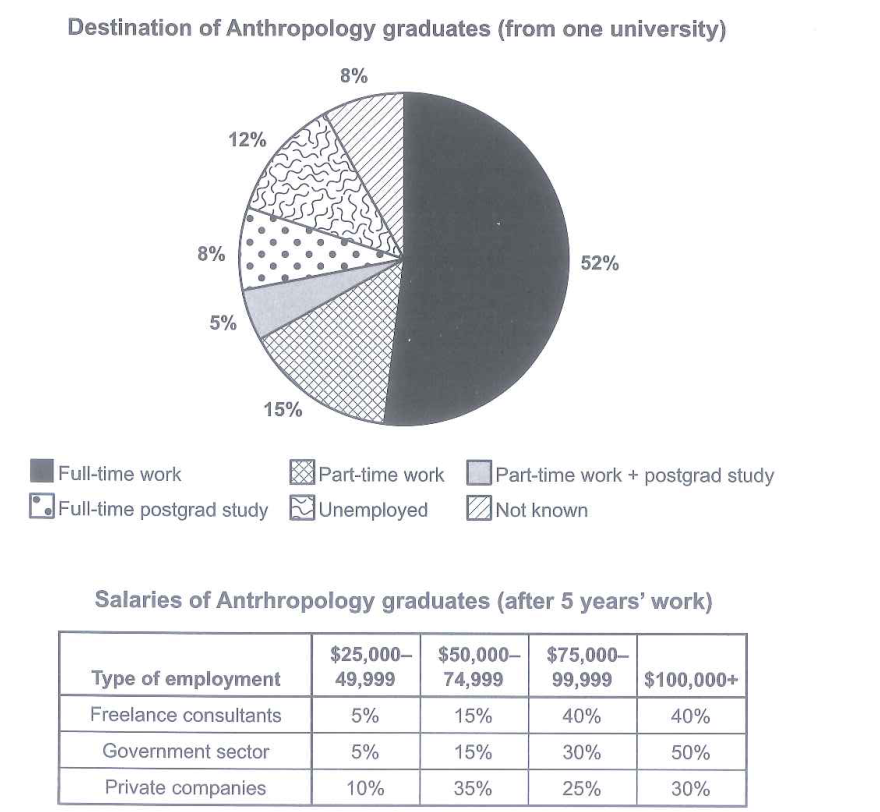 Destination of Anthropology graduates (from one university)
8%
12%
52%
8%
5%
15%
Full-time work Part-time work Part-time work + postgrad study
Full-time postgrad study Unemployed Not known
Salaries of Antrhropology graduates (after 5 years' work)
Type of employment $25,000–49,999 $50,000–74,999 $75,000–99,999 $100,000+
Freelance consultants 5% 15% 40% 40%
Government sector 5% 15% 30% 50%
Private companies 10% 35% 25% 30%